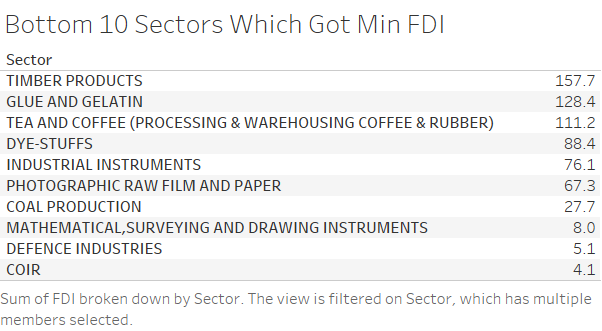 Bottom 10 Sectors Which Got Min FDI
Sector
TIMBER PRODUCTS 157.7
GLUE AND GELATIN 128.4
TEA AND COFFEE (PROCESSING & WAREHOUSING COFFEE & RUBBER) 111.2
DYE-STUFFS 88.4
INDUSTRIAL INSTRUMENTS 76.1
PHOTOGRAPHIC RAW FILM AND PAPER 67.3
COAL PRODUCTION 27.7
MATHEMATICAL,SURVEYING AND DRAWING INSTRUMENTS 8.0
DEFENCE INDUSTRIES 5.1
COIR 4.1
Sum of FDI broken down by Sector. The view is filtered on Sector, which has multiple
members selected.